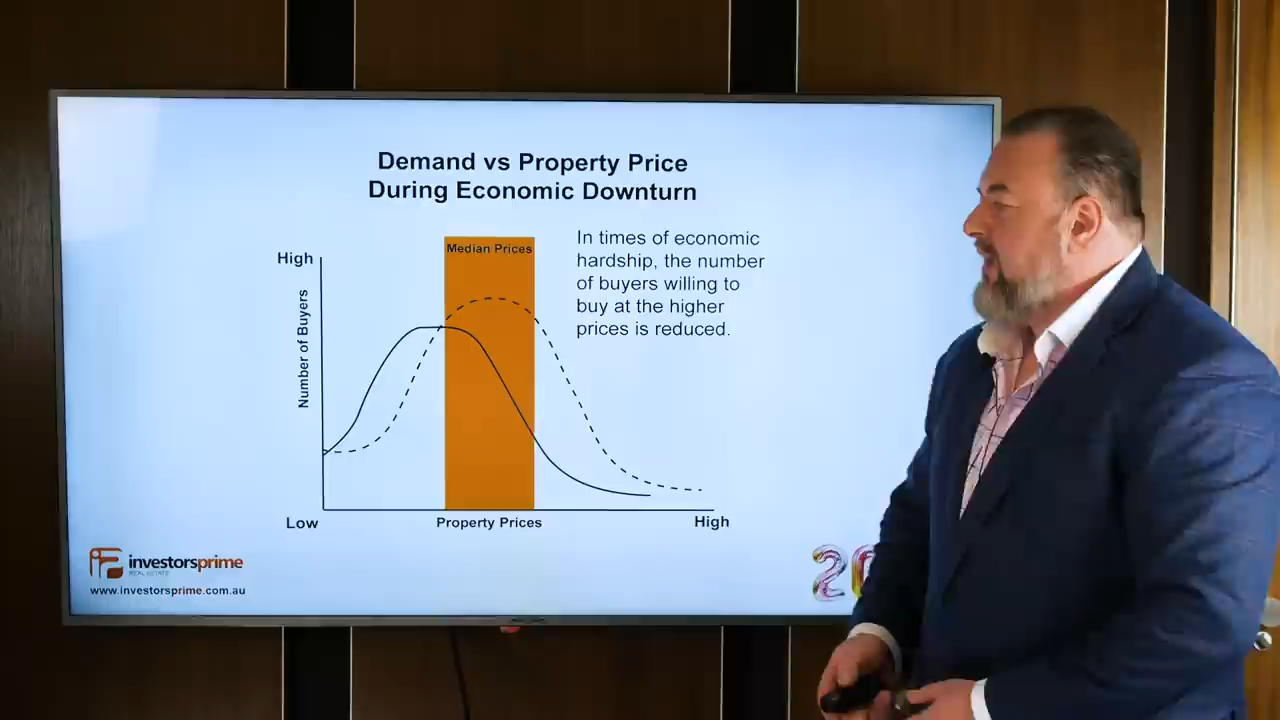 Demand vs Property Price
During Economic Downturn
Median Prices
In times of economic
hardship, the number
of buyers willing to
buy at the higher
prices is reduced.
High
Number of Buyers
Low
Property Prices
High
investorsprime
REAL ESTATE
www.investorsprime.com.au